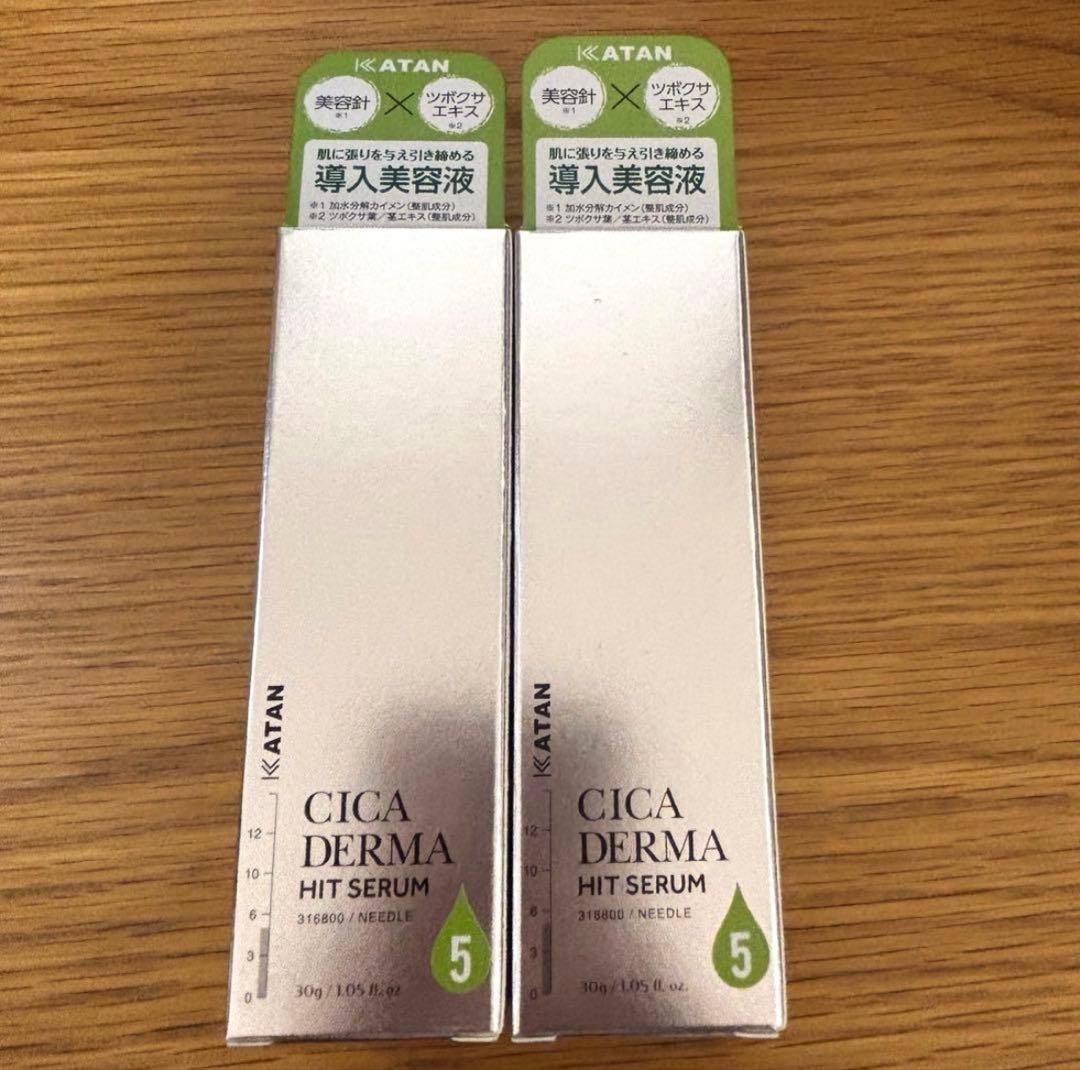 KATAN
美容針
※1
×
ツボクサ
エキス
※2
肌に張りを与え引き締める
導入美容液
※1 加水分解カイメン(整肌成分)
※2 ツボクサ葉/茎エキス(整肌成分)
KATAN
CICA
DERMA
HIT SERUM
316800 / NEEDLE
12
10
6
3
0
5
30g / 1.05 fl. oz.
KATAN
美容針
※1
×
ツボクサ
エキス
※2
肌に張りを与え引き締める
導入美容液
※1 加水分解カイメン(整肌成分)
※2 ツボクサ葉/茎エキス(整肌成分)
KATAN
CICA
DERMA
HIT SERUM
316800 / NEEDLE
12
10
6
3
0
5
30g / 1.05 fl. oz.